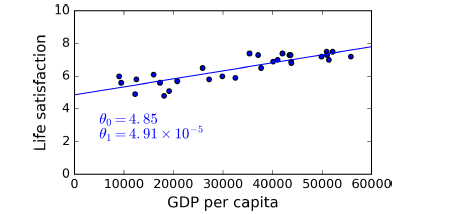 10
8
6
4
2
0
Life satisfaction
θ₀ = 4.85
θ₁ = 4.91 × 10⁻⁵
0 10000 20000 30000 40000 50000 60000
GDP per capita